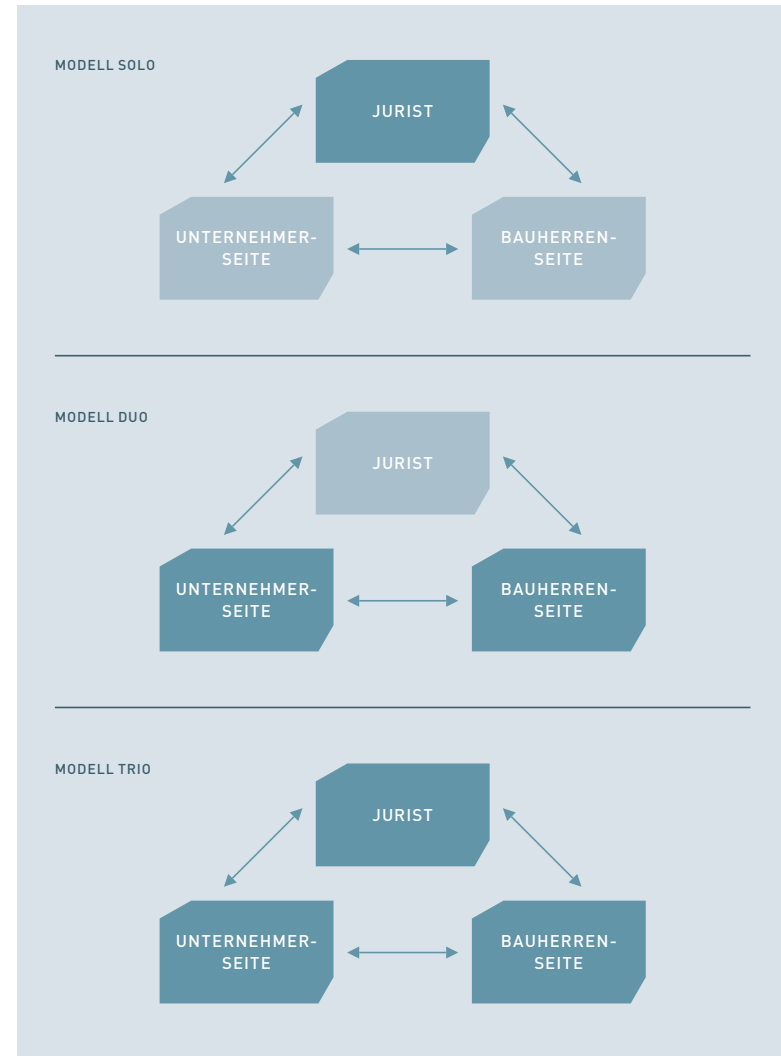 MODELL SOLO
JURIST
UNTERNEHMER-
SEITE
BAUHERREN-
SEITE
MODELL DUO
JURIST
UNTERNEHMER-
SEITE
BAUHERREN-
SEITE
MODELL TRIO
JURIST
UNTERNEHMER-
SEITE
BAUHERREN-
SEITE